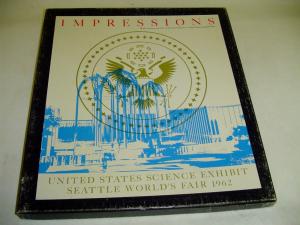 IMPRESSIONS
UNITED STATES SCIENCE EXHIBIT
SEATTLE WORLD'S FAIR 1962